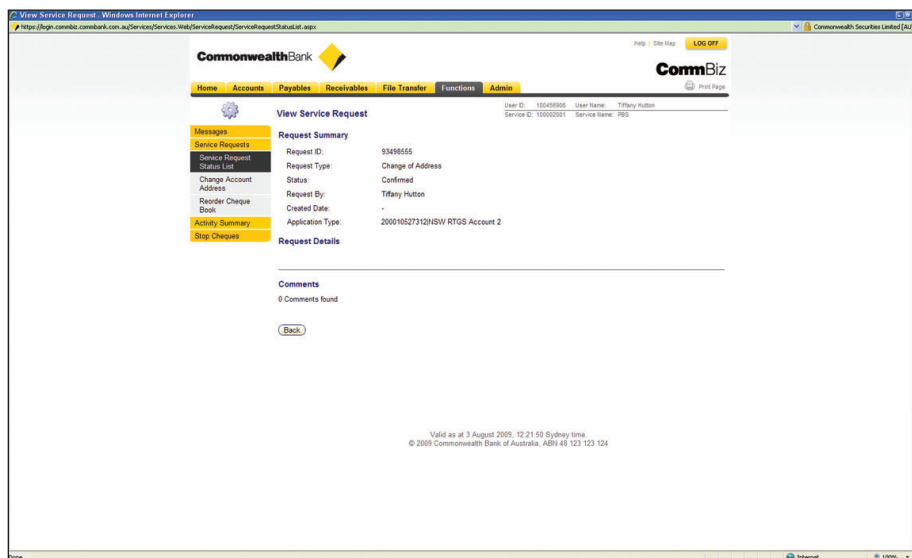 View Service Request - Windows Internet Explorer
https://login.commbiz.commbank.com.au/Services/Services.Web/ServiceRequest/ServiceRequestStatusList.aspx
Commonwealth Securities Limited [AU
Help | Site Map LOG OFF
CommonwealthBank
CommBiz
Home Accounts Payables Receivables File Transfer Functions Admin
Print Page
User ID: 100456906 User Name: Tiffany Hutton
Service ID: 100002001 Service Name: PBS
View Service Request
Messages
Service Requests
Service Request
Status List
Change Account
Address
Reorder Cheque
Book
Activity Summary
Stop Cheques
Request Summary
Request ID: 93498555
Request Type: Change of Address
Status: Confirmed
Request By: Tiffany Hutton
Created Date: -
Application Type: 200010527312|NSW RTGS Account 2
Request Details
Comments
0 Comments found
Back
Valid as at 3 August 2009, 12:21:50 Sydney time.
© 2009 Commonwealth Bank of Australia, ABN 48 123 123 124
Done
Internet
100%